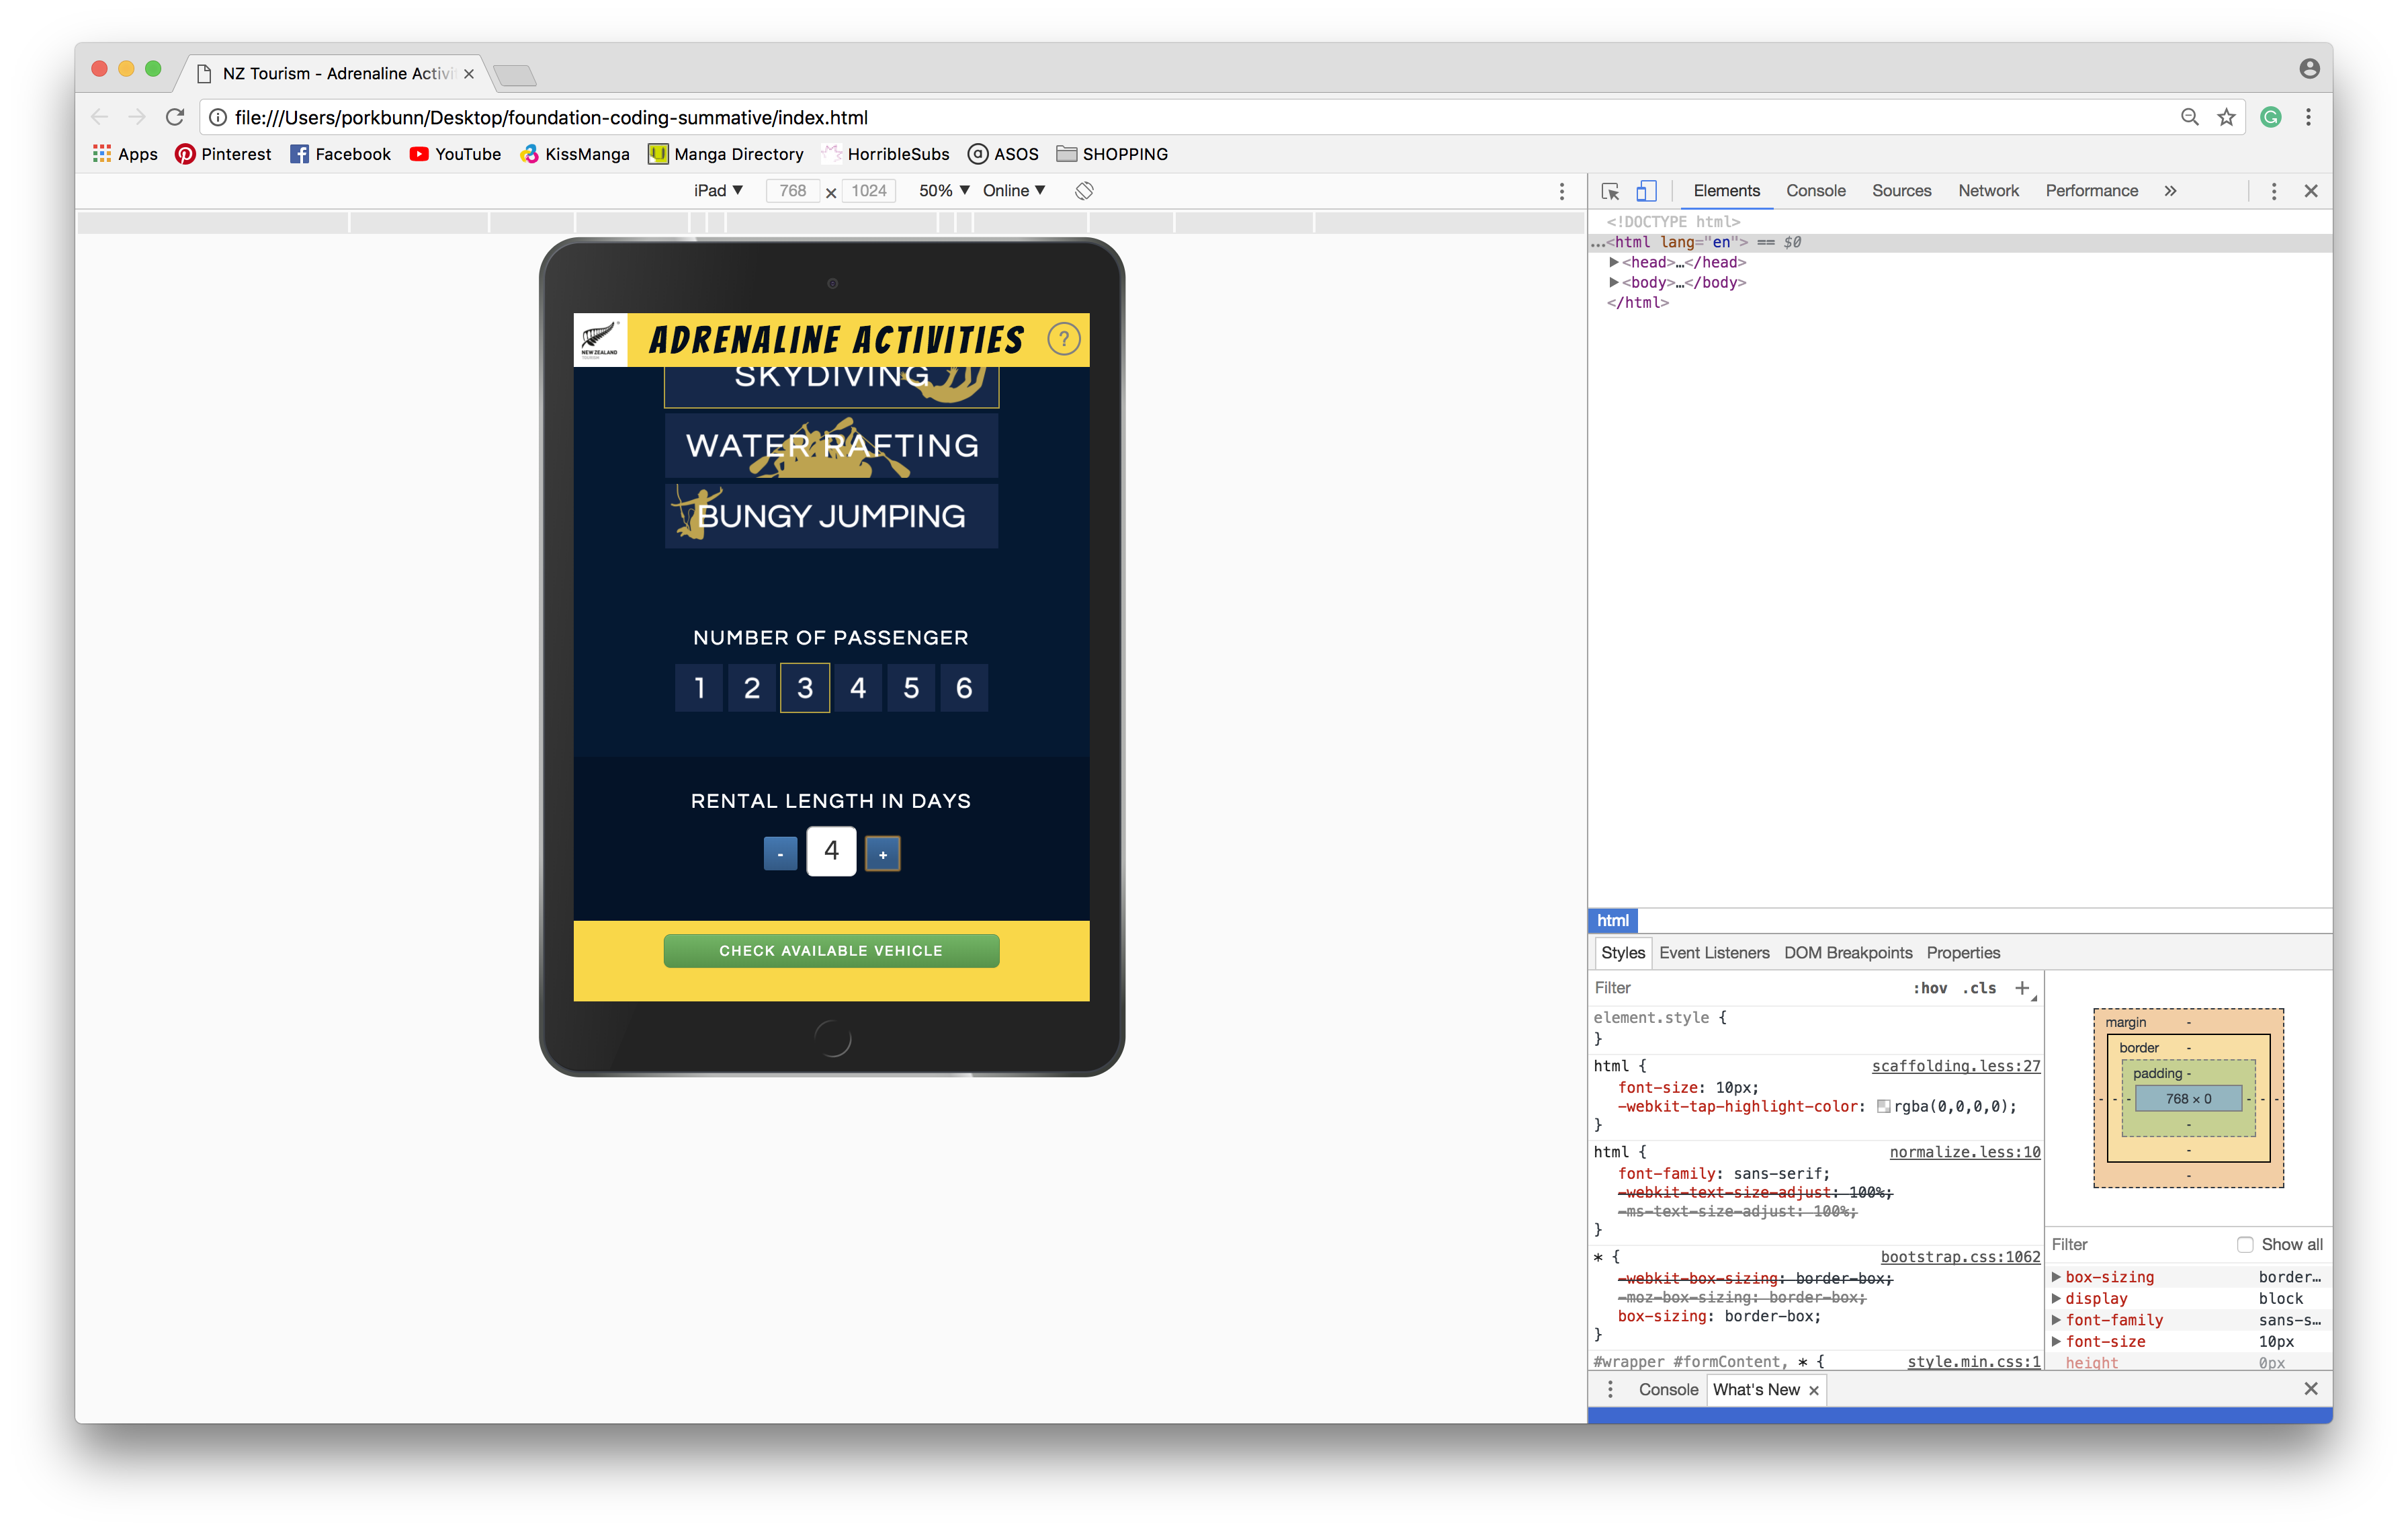 NZ Tourism - Adrenaline Activi
file:///Users/porkbunn/Desktop/foundation-coding-summative/index.html
Apps Pinterest Facebook YouTube KissManga Manga Directory HorribleSubs ASOS SHOPPING
iPad 768 × 1024 50% Online
Elements Console Sources Network Performance
<!DOCTYPE html>
…<html lang="en"> == $0
<head>…</head>
<body>…</body>
</html>
NEW ZEALAND
ADRENALINE ACTIVITIES ?
SKYDIVING
WATER RAFTING
BUNGY JUMPING
NUMBER OF PASSENGER
1 2 3 4 5 6
RENTAL LENGTH IN DAYS
- 4 +
CHECK AVAILABLE VEHICLE
html
Styles Event Listeners DOM Breakpoints Properties
Filter :hov .cls +
element.style {
}
html { scaffolding.less:27
font-size: 10px;
-webkit-tap-highlight-color: rgba(0,0,0,0);
}
html { normalize.less:10
font-family: sans-serif;
-webkit-text-size-adjust: 100%;
-ms-text-size-adjust: 100%;
}
* { bootstrap.css:1062
-webkit-box-sizing: border-box;
-moz-box-sizing: border-box;
box-sizing: border-box;
}
#wrapper #formContent, * { style.min.css:1
margin -
border -
padding -
- - - 768 × 0 - - -
-
-
-
Filter Show all
box-sizing border…
display block
font-family sans-s…
font-size 10px
height 0px
Console What's New